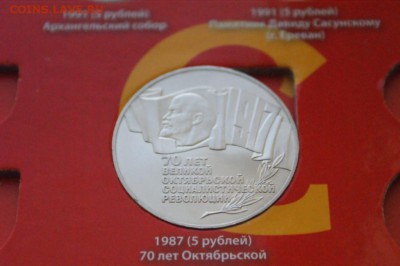 COINS.LAVE.RU
1991 (5 рублей)
Архангельский собор
1991 (5 рублей)
Памятник Давиду Сасунскому
(г. Ереван)
1917
70 ЛЕТ
ВЕЛИКОЙ
ОКТЯБРЬСКОЙ
СОЦИАЛИСТИЧЕСКОЙ
РЕВОЛЮЦИИ
1987 (5 рублей)
70 лет Октябрьской